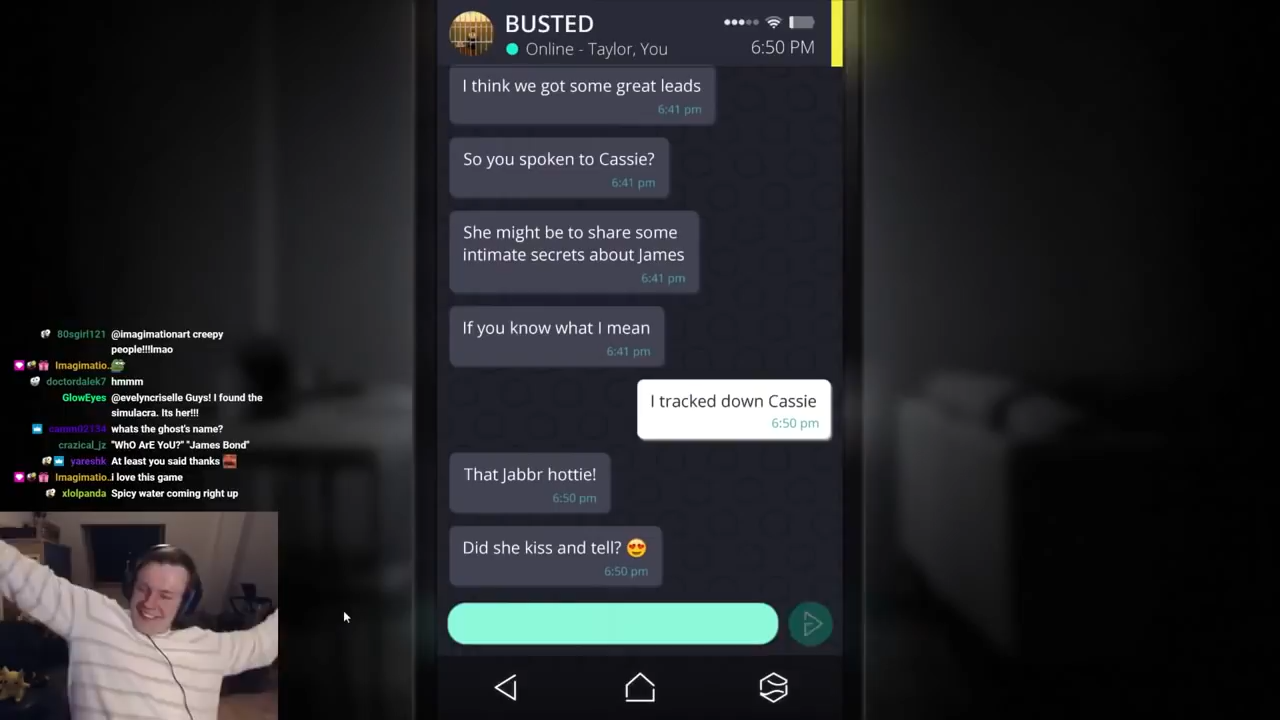 BUSTED
Online - Taylor, You
6:50 PM
I think we got some great leads
6:41 pm
So you spoken to Cassie?
6:41 pm
She might be to share some
intimate secrets about James
6:41 pm
If you know what I mean
6:41 pm
I tracked down Cassie
6:50 pm
That Jabbr hottie!
6:50 pm
Did she kiss and tell? 😍
6:50 pm
80sgirl121 @imagimationart creepy
people!!!lmao
Imagimatio..
doctordalek7 hmmm
GlowEyes @evelyncriselle Guys! I found the
simulacra. Its her!!!
camm02134 whats the ghost's name?
crazical_jz "WhO ArE YoU?" "James Bond"
yareshk At least you said thanks
Imagimatio.. i love this game
xlolpanda Spicy water coming right up